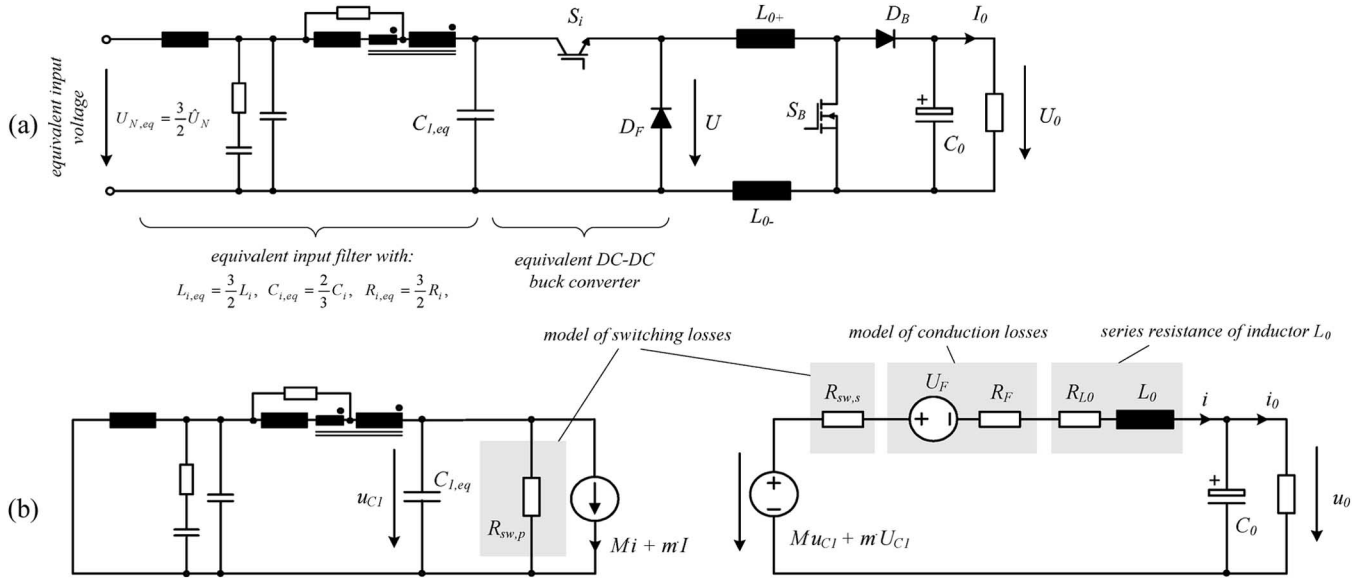 (a)
equivalent input
voltage
U_{N,eq} = \frac{3}{2} Û_N
C_{1,eq}
S_i
D_F
U
L_{0+}
L_{0-}
S_B
D_B
+
C_0
I_0
U_0
equivalent input filter with:
L_{i,eq} = \frac{3}{2} L_i, C_{i,eq} = \frac{2}{3} C_i, R_{i,eq} = \frac{3}{2} R_i,
equivalent DC-DC
buck converter
(b)
model of switching losses
model of conduction losses
series resistance of inductor L_0
u_{C1}
C_{1,eq}
R_{sw,p}
M·i + m·I
+
−
M·u_{C1} + m·U_{C1}
R_{sw,s}
U_F
+ −
R_F
R_{L0}
L_0
i
i_0
+
C_0
u_0